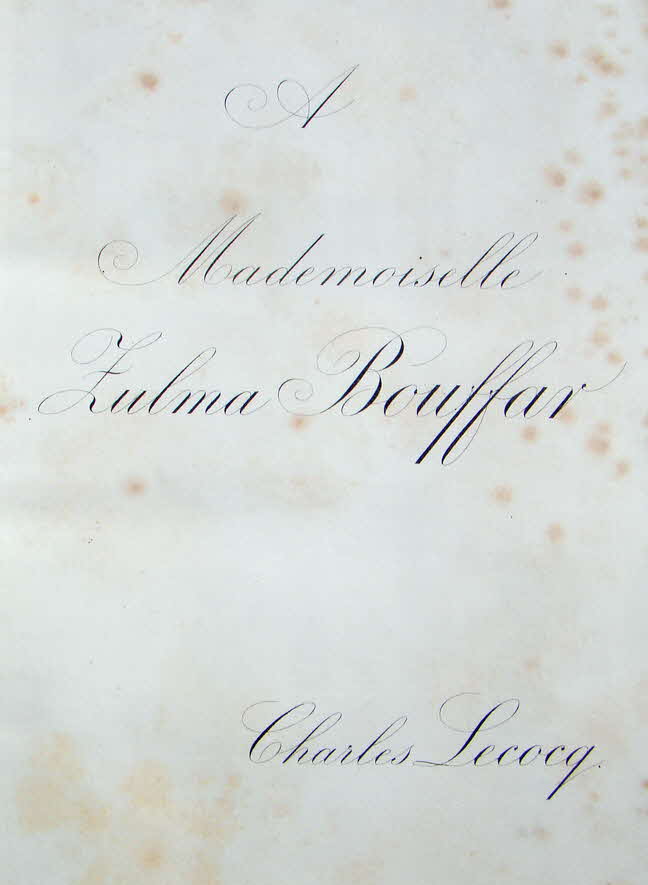 A
Mademoiselle
Zulma Bouffar
Charles Lecocq.